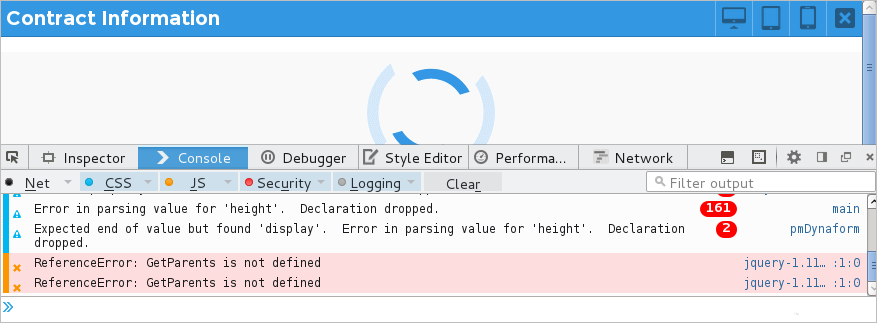 Contract Information
Inspector Console Debugger Style Editor Performa... Network
Net CSS JS Security Logging Clear Filter output
Error in parsing value for 'height'. Declaration dropped. 161 main
Expected end of value but found 'display'. Error in parsing value for 'height'. Declaration 2 pmDynaform
dropped.
ReferenceError: GetParents is not defined jquery-1.11… :1:0
ReferenceError: GetParents is not defined jquery-1.11… :1:0